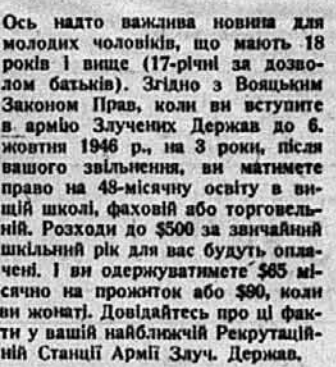 Ось надто важлива новина для
молодих чоловіків, що мають 18
років і вище (17-річні за дозво-
лом батьків). Згідно з Вояцьким
Законом Прав, коли ви вступите
в армію Злучених Держав до 6.
жовтня 1946 р., на 3 роки, після
вашого звільнення, ви матимете
право на 48-місячну освіту в ви-
щій школі, фаховій або торговель-
ній. Розходи до $500 за звичайний
шкільний рік для вас будуть опла-
чені. І ви одержуватимете $65 мі-
сячно на прожиток або $90, коли
ви жонаті. Довідайтесь про ці фак-
ти у вашій найближчій Рекрутацій-
ній Станції Армії Злуч. Держав.